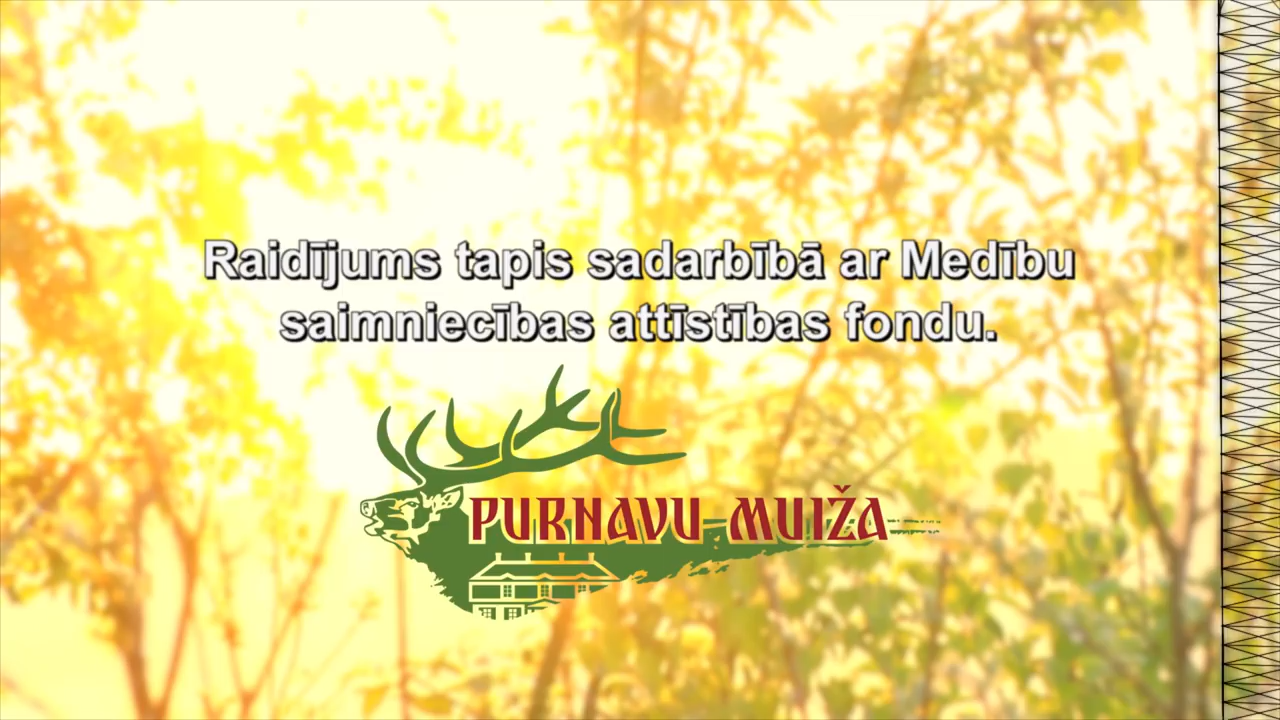 Raidījums tapis sadarbībā ar Medību
saimniecības attīstības fondu.
PURNAVU MUIŽA